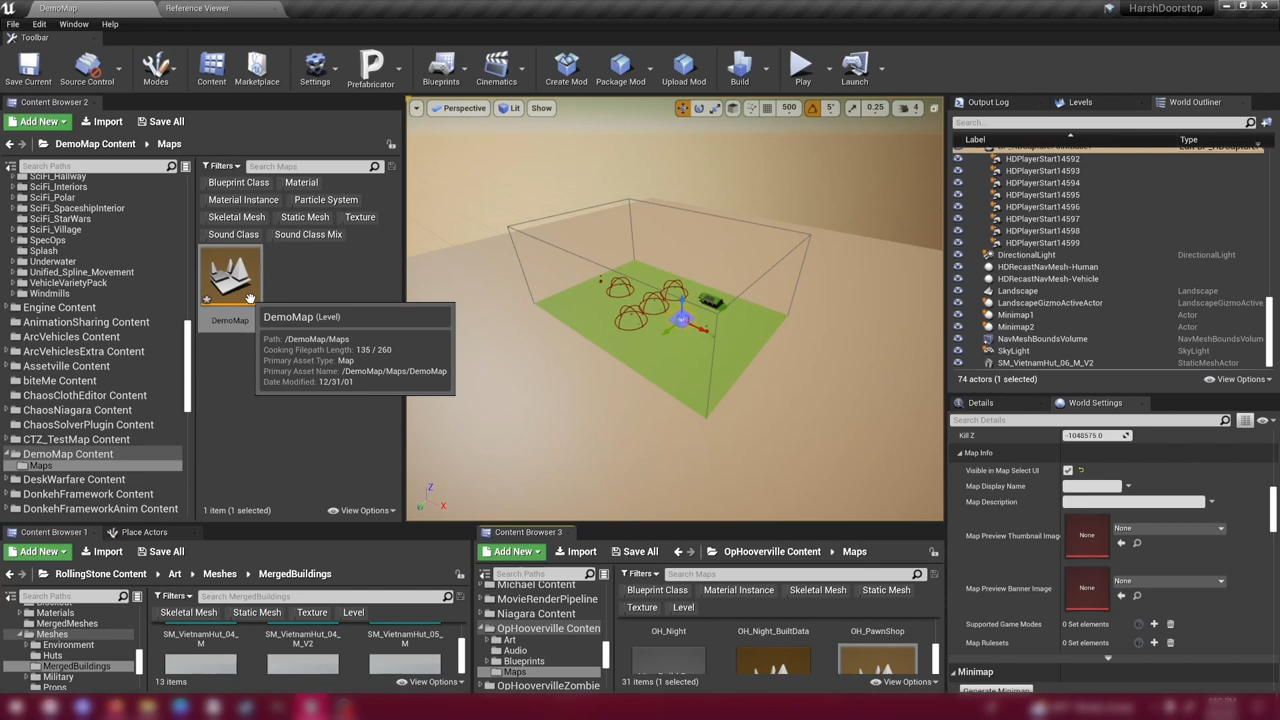 DemoMap
Reference Viewer
File Edit Window Help
HarshDoorstop
Toolbar
Save Current
Source Control
Modes
Content
Marketplace
Settings
Prefabricator
Blueprints
Cinematics
Create Mod
Package Mod
Upload Mod
Build
Play
Launch
Content Browser 2
Add New Import Save All
DemoMap Content Maps
Search Paths
SciFi_Hallway
SciFi_Interiors
SciFi_Polar
SciFi_SpaceshipInterior
SciFi_StarWars
SciFi_Village
SpecOps
Splash
Underwater
Unified_Spline_Movement
VehicleVarietyPack
Windmills
Engine Content
AnimationSharing Content
ArcVehicles Content
ArcVehiclesExtra Content
Assetville Content
biteMe Content
ChaosClothEditor Content
ChaosNiagara Content
ChaosSolverPlugin Content
CTZ_TestMap Content
DemoMap Content
Maps
DeskWarfare Content
DonkehFramework Content
DonkehFrameworkAnim Content
Filters Search Maps
Blueprint Class Material
Material Instance Particle System
Skeletal Mesh Static Mesh Texture
Sound Class Sound Class Mix
DemoMap
DemoMap (Level)
Path: /DemoMap/Maps
Cooking Filepath Length: 135 / 260
Primary Asset Type: Map
Primary Asset Name: /DemoMap/Maps/DemoMap
Date Modified: 12/31/01
1 item (1 selected) View Options
Perspective Lit Show
500 5° 0.25 4
Z
X
Output Log Levels World Outliner
Search...
Label Type
HDPlayerStart14592
HDPlayerStart14593
HDPlayerStart14594
HDPlayerStart14595
HDPlayerStart14596
HDPlayerStart14597
HDPlayerStart14598
HDPlayerStart14599
DirectionalLight DirectionalLight
HDRecastNavMesh-Human
HDRecastNavMesh-Vehicle
Landscape Landscape
LandscapeGizmoActiveActor LandscapeGizmoActive
Minimap1 Actor
Minimap2 Actor
NavMeshBoundsVolume NavMeshBoundsVolum
SkyLight SkyLight
SM_VietnamHut_06_M_V2 StaticMeshActor
74 actors (1 selected) View Options
Details World Settings
Search Details
Kill Z -1048575.0
Map Info
Visible in Map Select UI
Map Display Name
Map Description
Map Preview Thumbnail Imag None None
Map Preview Banner Image None None
Supported Game Modes 0 Set elements
Map Rulesets 0 Set elements
Minimap
Generate Minimap
Content Browser 1 Place Actors
Add New Import Save All
RollingStone Content Art Meshes MergedBuildings
Search Paths
Materials
MergedMeshes
Meshes
Environment
Huts
MergedBuildings
Military
Props
Filters Search MergedBuildings
Skeletal Mesh Static Mesh Texture Level
SM_VietnamHut_04_M
SM_VietnamHut_04_M_V2
SM_VietnamHut_05_M
13 items View Options
Content Browser 3
Add New Import Save All
OpHooverville Content Maps
Search Paths
Michael Content
MovieRenderPipeline
Niagara Content
OpHooverville Conten
Art
Audio
Blueprints
Maps
OpHoovervilleZombie
Filters Search Maps
Blueprint Class Material Instance Skeletal Mesh Static Mesh
Texture Level
OH_Night OH_Night_BuiltData OH_PawnShop
31 items (1 selected) View Options